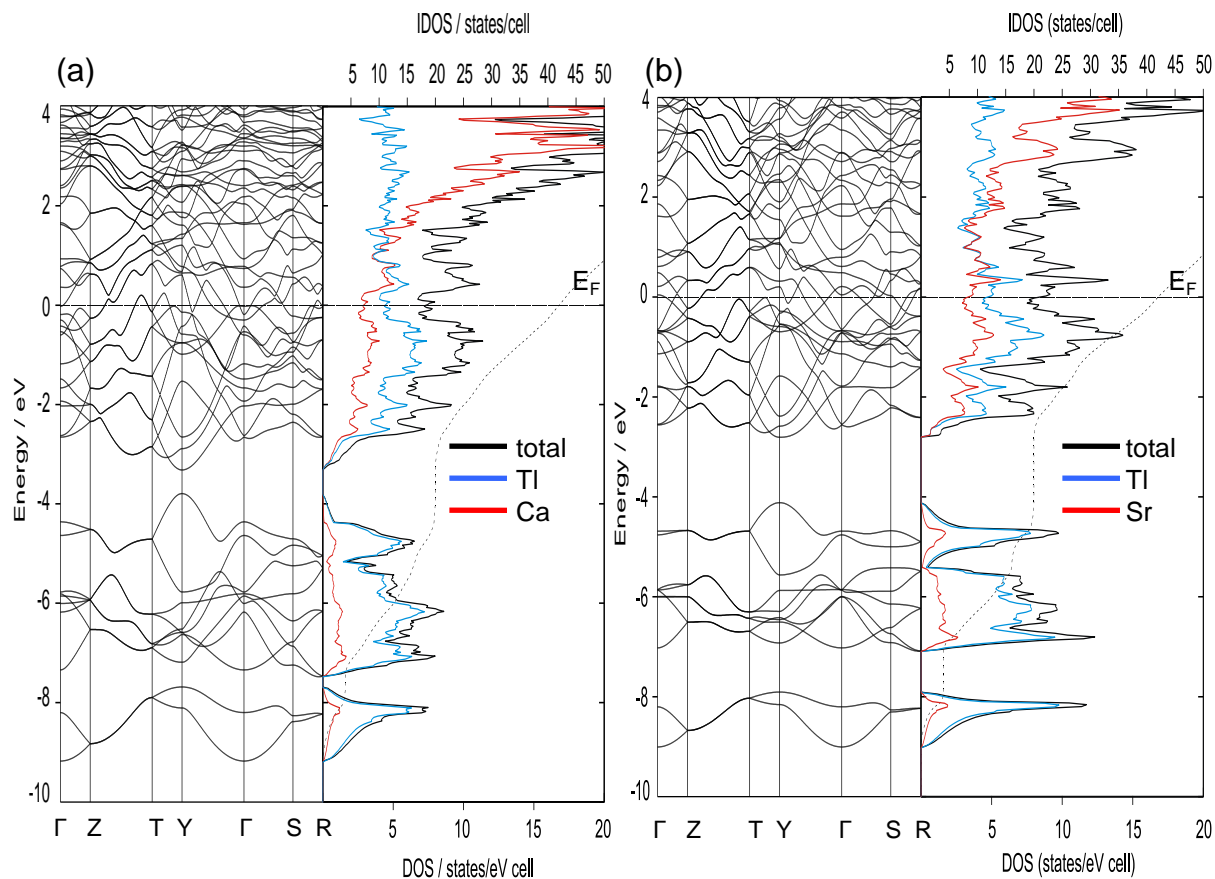 IDOS / states/cell
5 10 15 20 25 30 35 40 45 50
(a)
4
2
0
-2
-4
-6
-8
-10
Energy / eV
E_F
total
Tl
Ca
Γ Z T Y Γ S R
5 10 15 20
DOS / states/eV cell
IDOS (states/cell)
5 10 15 20 25 30 35 40 45 50
(b)
4
2
0
-2
-4
-6
-8
-10
Energy / eV
E_F
total
Tl
Sr
Γ Z T Y Γ S R
5 10 15 20
DOS (states/eV cell)